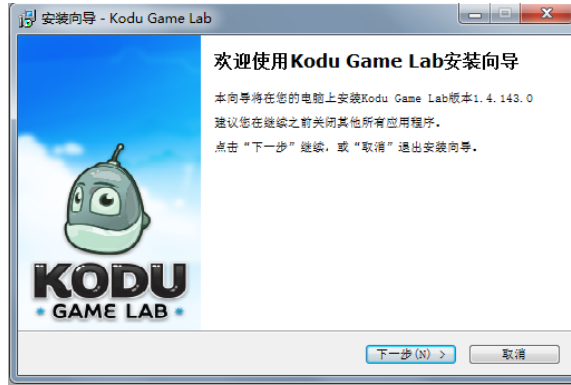 安装向导 - Kodu Game Lab
欢迎使用Kodu Game Lab安装向导
本向导将在您的电脑上安装Kodu Game Lab版本1.4.143.0
建议您在继续之前关闭其他所有应用程序。
点击“下一步”继续，或“取消”退出安装向导。
KODU
GAME LAB
下一步(N) >
取消